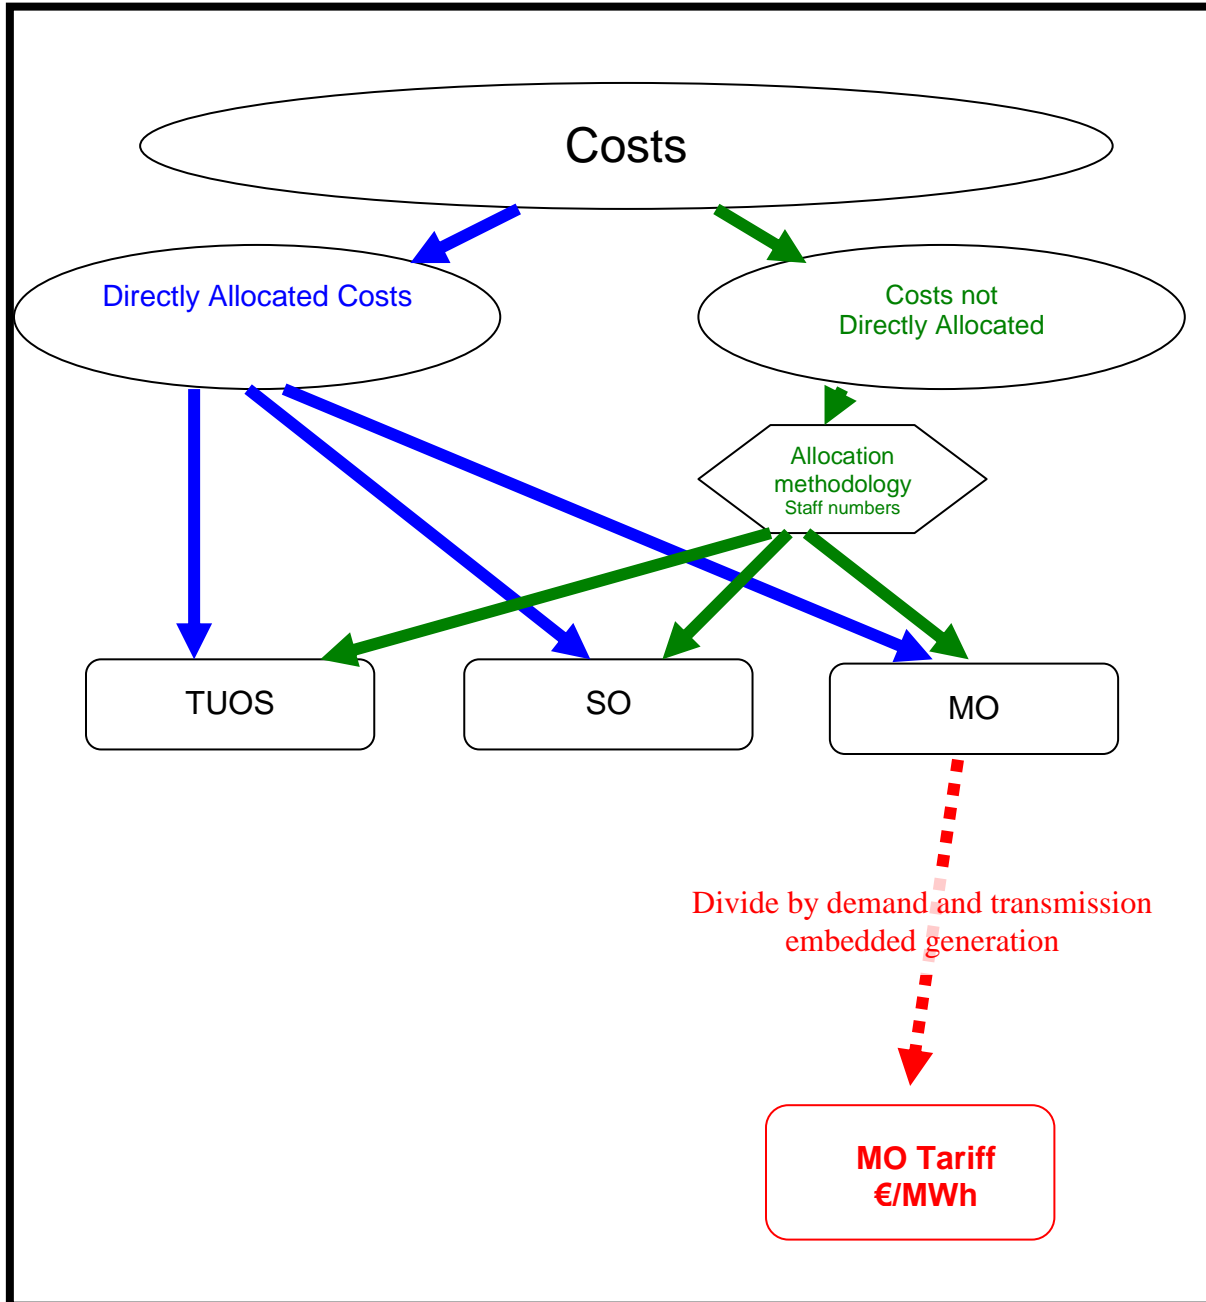 Costs
Directly Allocated Costs
Costs not
Directly Allocated
Allocation
methodology
Staff numbers
TUOS
SO
MO
Divide by demand and transmission
embedded generation
MO Tariff
€/MWh